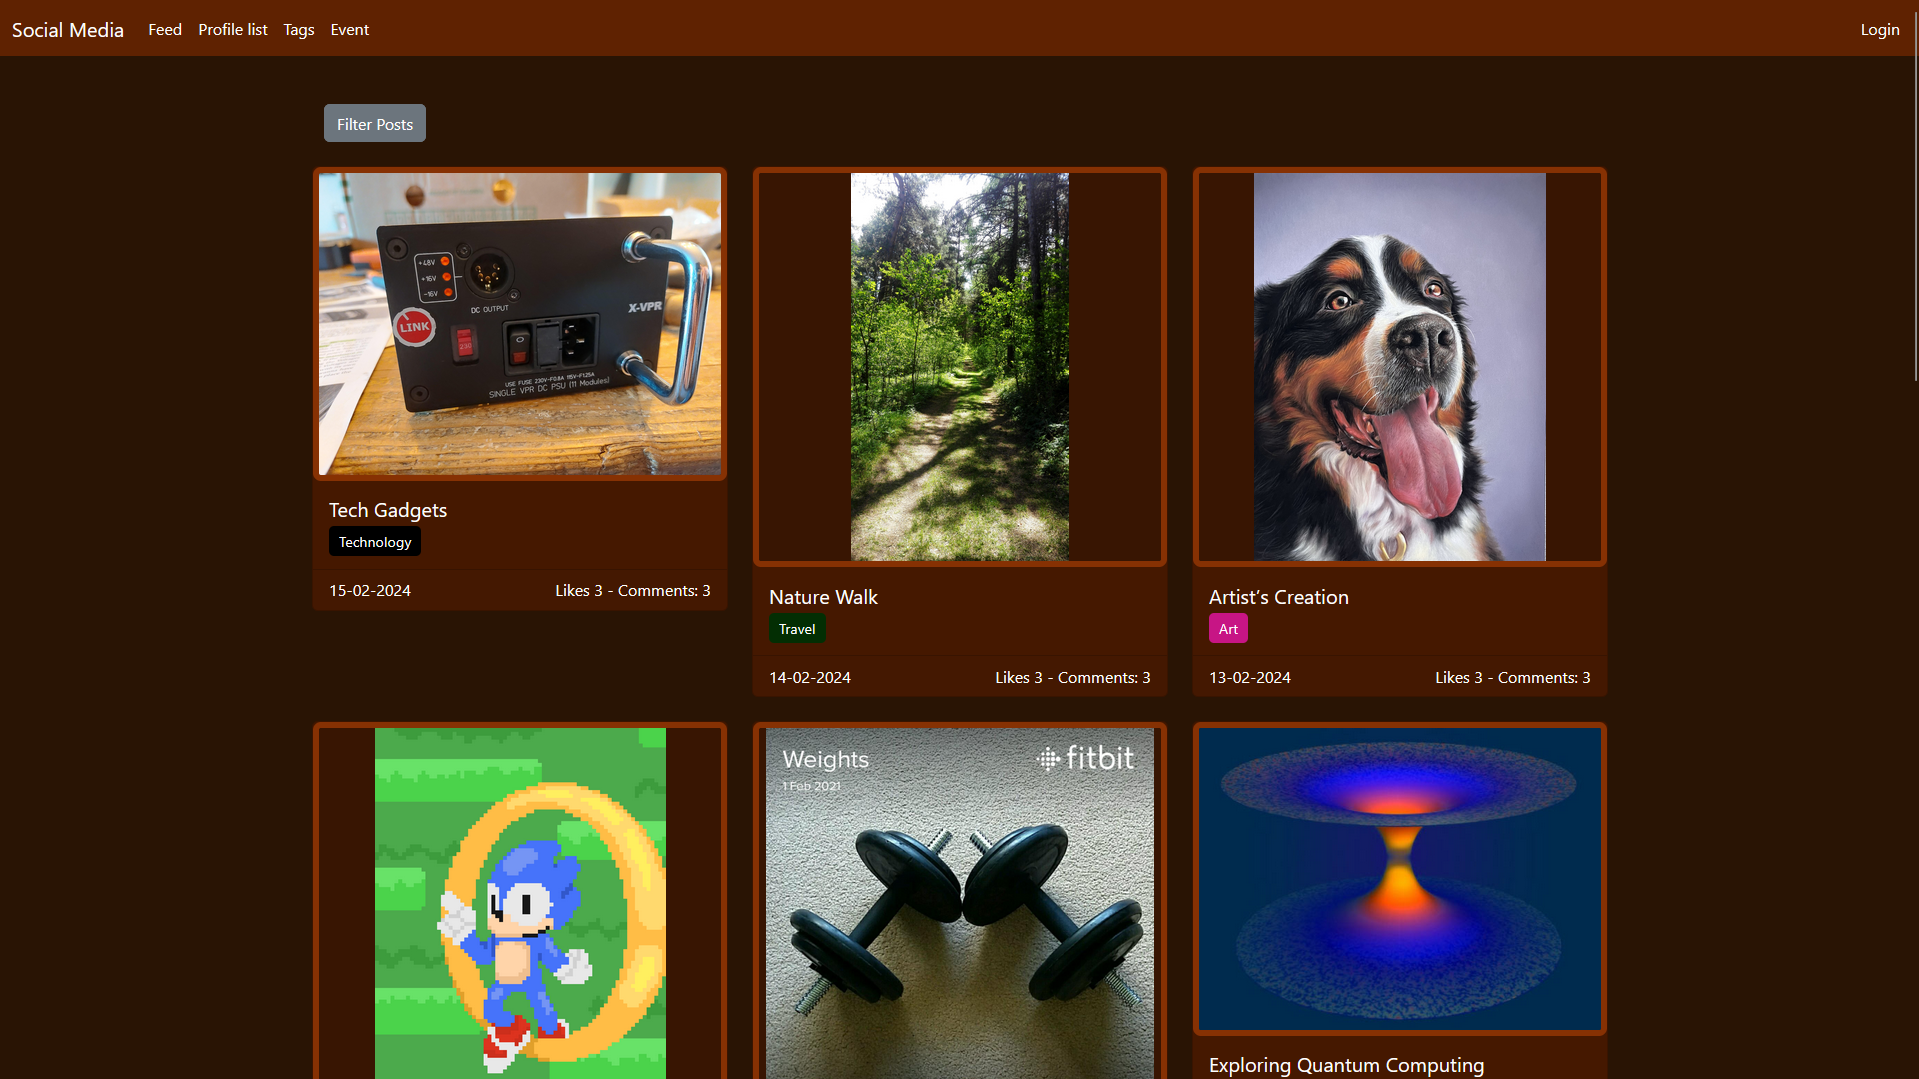 Social Media Feed Profile list Tags Event Login
Filter Posts
+48V
+16V
-16V
DC OUTPUT
X-VPR
LINK
230
USE FUSE 230V-F0.8A 115V-F1.25A
SINGLE VPR DC PSU (11 Modules)
Tech Gadgets
Technology
15-02-2024 Likes 3 - Comments: 3
Nature Walk
Travel
14-02-2024 Likes 3 - Comments: 3
Artist's Creation
Art
13-02-2024 Likes 3 - Comments: 3
Weights fitbit
1 Feb 2021
Exploring Quantum Computing